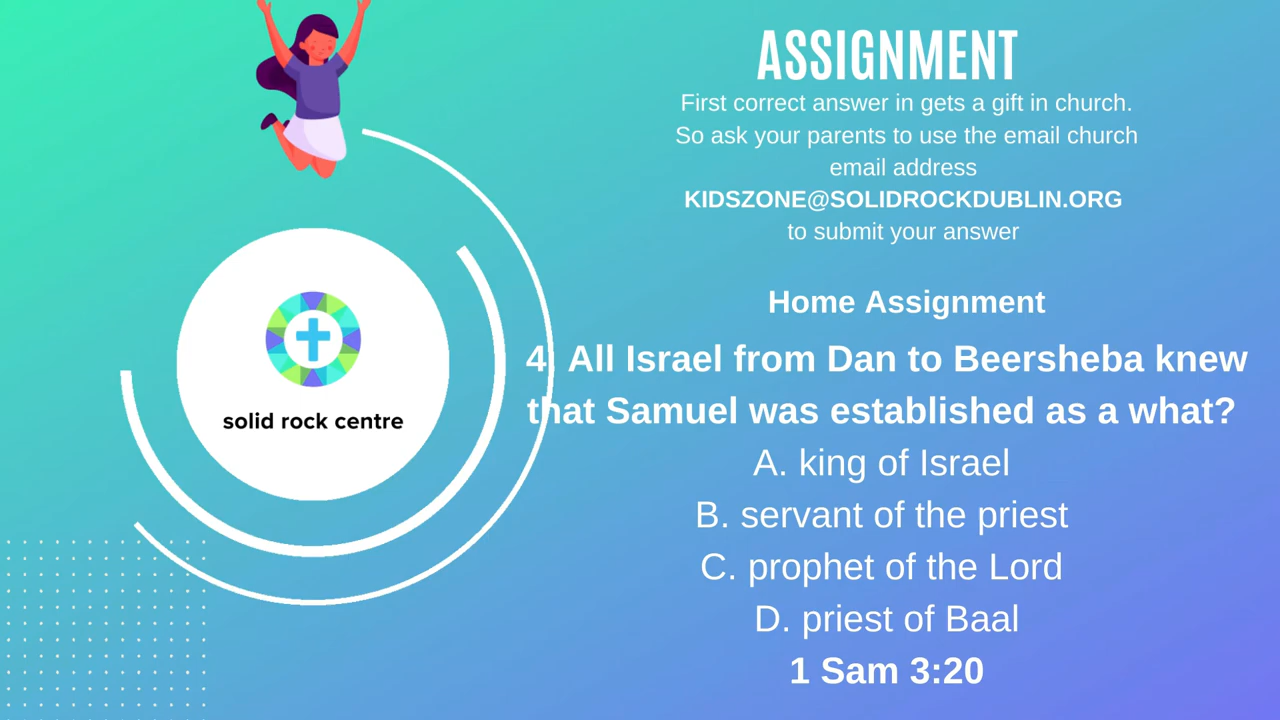 ASSIGNMENT
First correct answer in gets a gift in church.
So ask your parents to use the email church
email address
KIDSZONE@SOLIDROCKDUBLIN.ORG
to submit your answer
Home Assignment
4) All Israel from Dan to Beersheba knew
that Samuel was established as a what?
A. king of Israel
B. servant of the priest
C. prophet of the Lord
D. priest of Baal
1 Sam 3:20
solid rock centre